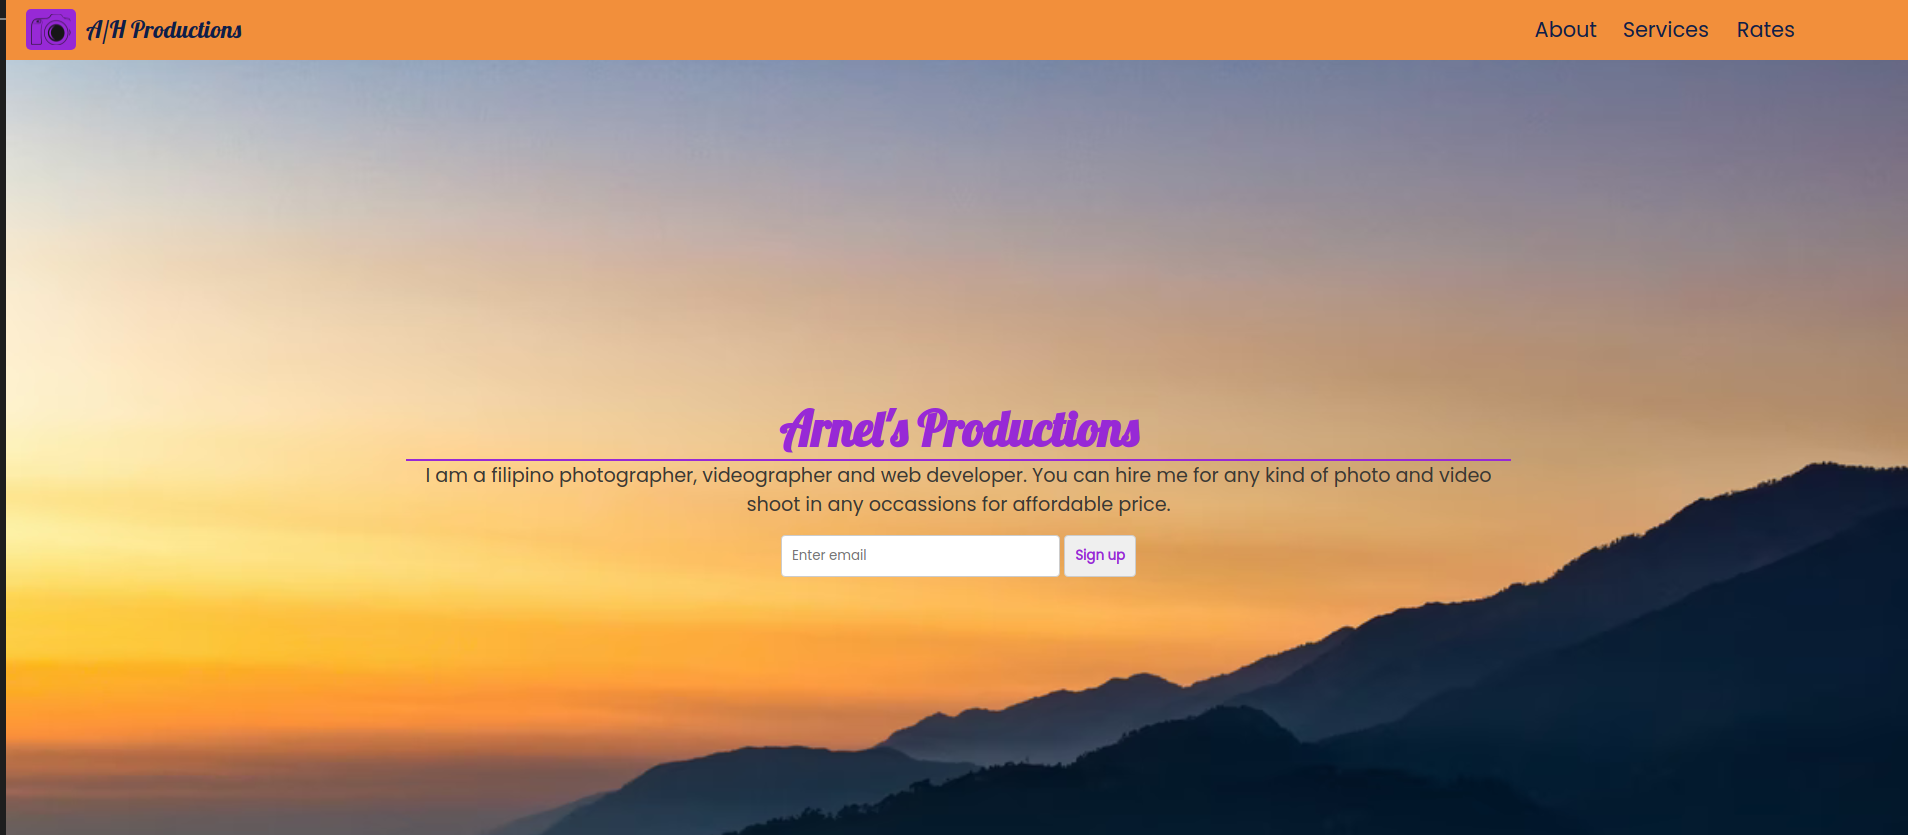 A/H Productions
About Services Rates
Arnel's Productions
I am a filipino photographer, videographer and web developer. You can hire me for any kind of photo and video
shoot in any occassions for affordable price.
Enter email Sign up